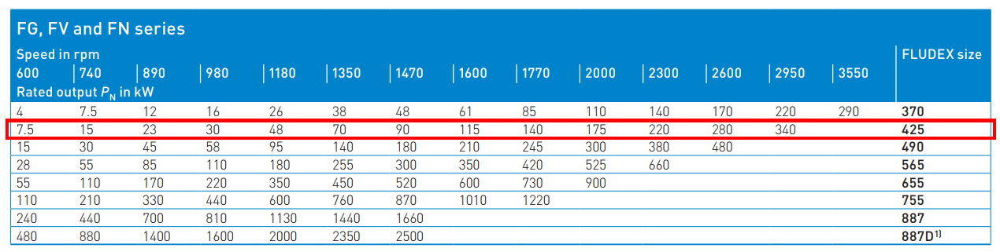 FG, FV and FN series
Speed in rpm FLUDEX size
600 740 890 980 1180 1350 1470 1600 1770 2000 2300 2600 2950 3550
Rated output PN in kW
4 7.5 12 16 26 38 48 61 85 110 140 170 220 290 370
7.5 15 23 30 48 70 90 115 140 175 220 280 340 425
15 30 45 58 95 140 180 210 245 300 380 480 490
28 55 85 110 180 255 300 350 420 525 660 565
55 110 170 220 350 450 520 600 730 900 655
110 210 330 440 600 760 870 1010 1220 755
240 440 700 810 1130 1440 1660 887
480 880 1400 1600 2000 2350 2500 887D1)